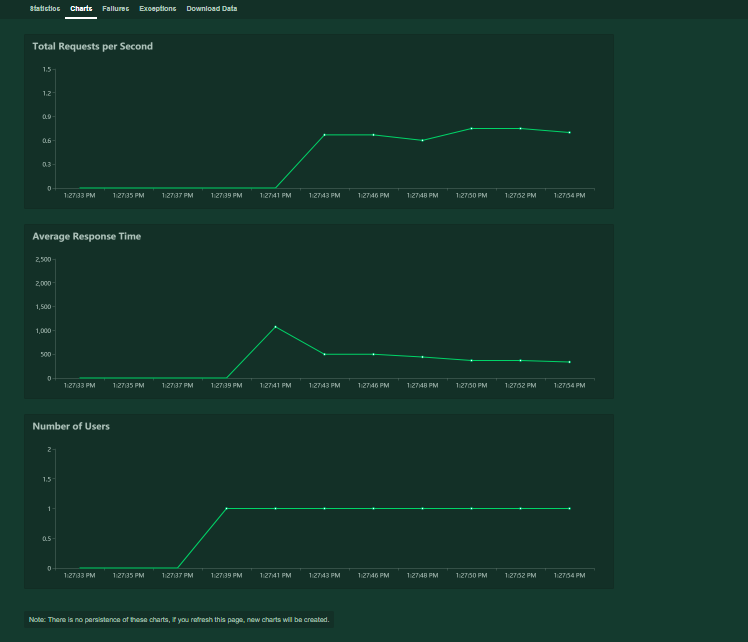 Statistics Charts Failures Exceptions Download Data
Total Requests per Second
1.5
1.2
0.9
0.6
0.3
0
1:27:33 PM 1:27:35 PM 1:27:37 PM 1:27:39 PM 1:27:41 PM 1:27:43 PM 1:27:46 PM 1:27:48 PM 1:27:50 PM 1:27:52 PM 1:27:54 PM
Average Response Time
2,500
2,000
1,500
1,000
500
0
1:27:33 PM 1:27:35 PM 1:27:37 PM 1:27:39 PM 1:27:41 PM 1:27:43 PM 1:27:46 PM 1:27:48 PM 1:27:50 PM 1:27:52 PM 1:27:54 PM
Number of Users
2
1.5
1
0.5
0
1:27:33 PM 1:27:35 PM 1:27:37 PM 1:27:39 PM 1:27:41 PM 1:27:43 PM 1:27:46 PM 1:27:48 PM 1:27:50 PM 1:27:52 PM 1:27:54 PM
Note: There is no persistence of these charts, if you refresh this page, new charts will be created.